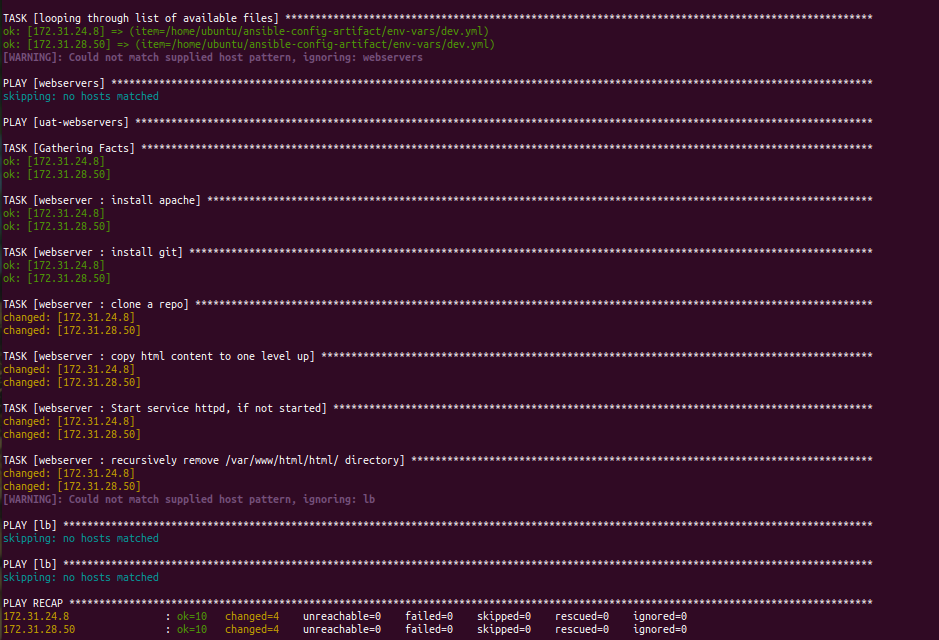 TASK [looping through list of available files] **************************************************************************************************
ok: [172.31.24.8] => (item=/home/ubuntu/ansible-config-artifact/env-vars/dev.yml)
ok: [172.31.28.50] => (item=/home/ubuntu/ansible-config-artifact/env-vars/dev.yml)
[WARNING]: Could not match supplied host pattern, ignoring: webservers
PLAY [webservers] *******************************************************************************************************************************
skipping: no hosts matched
PLAY [uat-webservers] ***************************************************************************************************************************
TASK [Gathering Facts] **************************************************************************************************************************
ok: [172.31.24.8]
ok: [172.31.28.50]
TASK [webserver : install apache] ***************************************************************************************************************
ok: [172.31.24.8]
ok: [172.31.28.50]
TASK [webserver : install git] ******************************************************************************************************************
ok: [172.31.24.8]
ok: [172.31.28.50]
TASK [webserver : clone a repo] *****************************************************************************************************************
changed: [172.31.24.8]
changed: [172.31.28.50]
TASK [webserver : copy html content to one level up] ********************************************************************************************
changed: [172.31.24.8]
changed: [172.31.28.50]
TASK [webserver : Start service httpd, if not started] ******************************************************************************************
changed: [172.31.24.8]
changed: [172.31.28.50]
TASK [webserver : recursively remove /var/www/html/html/ directory] *****************************************************************************
changed: [172.31.24.8]
changed: [172.31.28.50]
[WARNING]: Could not match supplied host pattern, ignoring: lb
PLAY [lb] ***************************************************************************************************************************************
skipping: no hosts matched
PLAY [lb] ***************************************************************************************************************************************
skipping: no hosts matched
PLAY RECAP **************************************************************************************************************************************
172.31.24.8                : ok=10   changed=4    unreachable=0    failed=0    skipped=0    rescued=0    ignored=0
172.31.28.50               : ok=10   changed=4    unreachable=0    failed=0    skipped=0    rescued=0    ignored=0